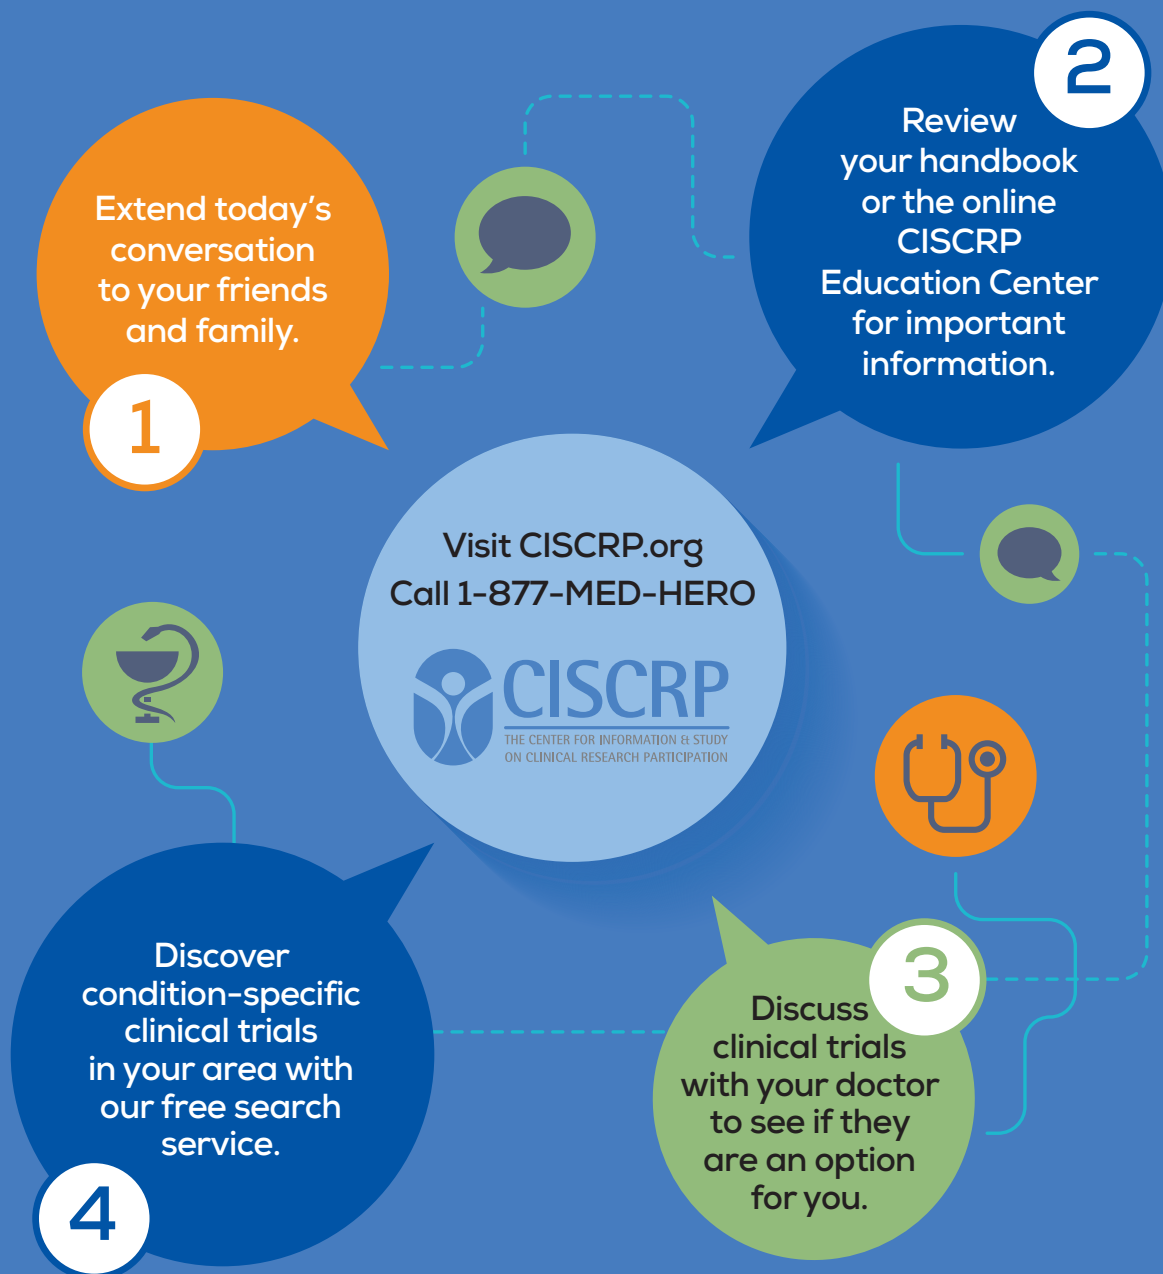 Extend today's
conversation
to your friends
and family.
1
2
Review
your handbook
or the online
CISCRP
Education Center
for important
information.
Visit CISCRP.org
Call 1-877-MED-HERO
CISCRP
THE CENTER FOR INFORMATION & STUDY
ON CLINICAL RESEARCH PARTICIPATION
3
Discuss
clinical trials
with your doctor
to see if they
are an option
for you.
Discover
condition-specific
clinical trials
in your area with
our free search
service.
4